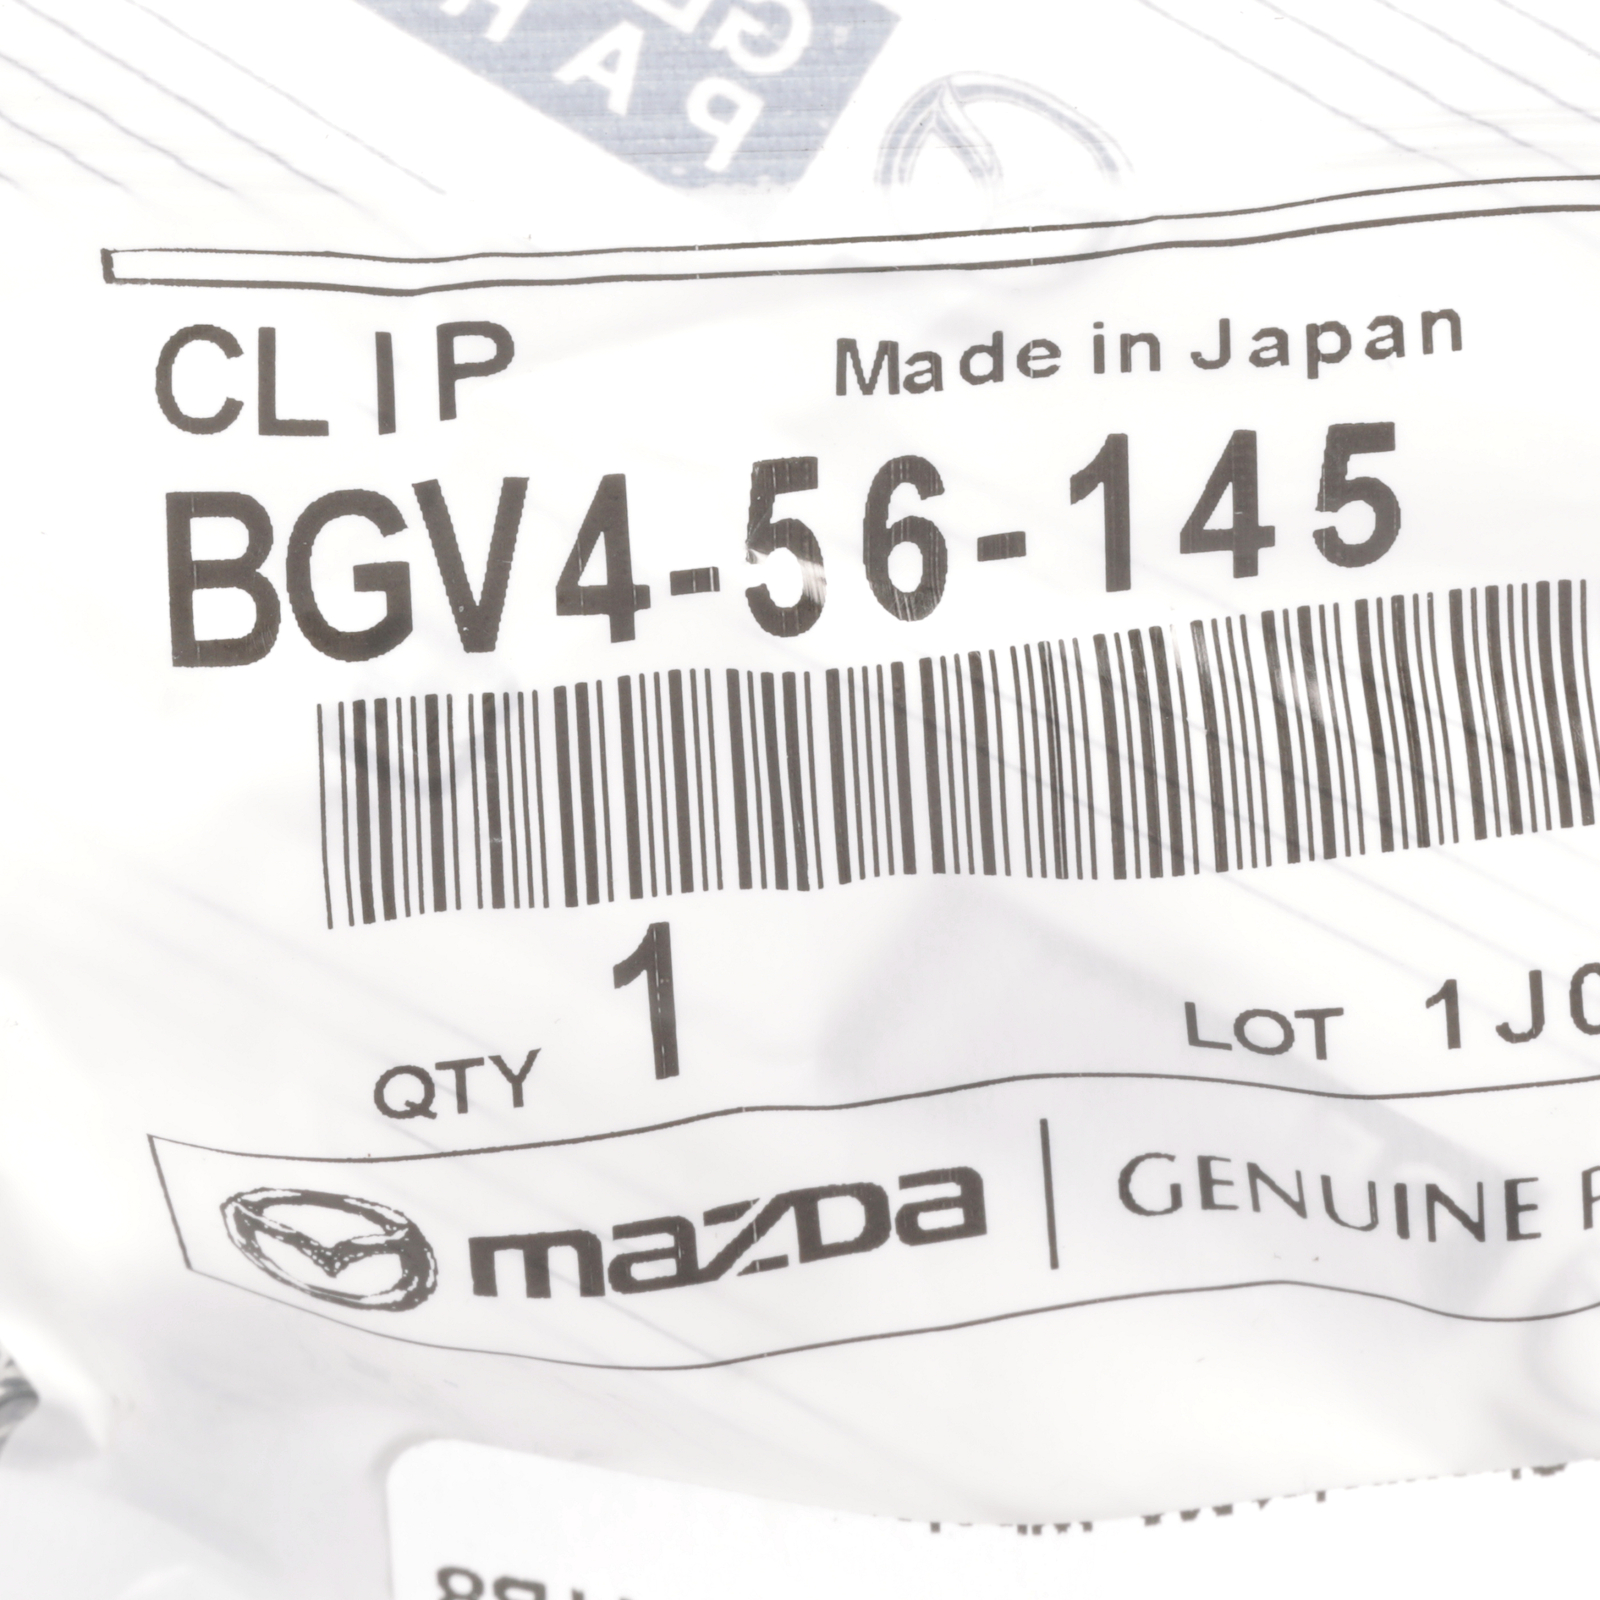 CLIP Made in Japan
BGV4-56-145
QTY 1 LOT 1J
mazda GENUINE